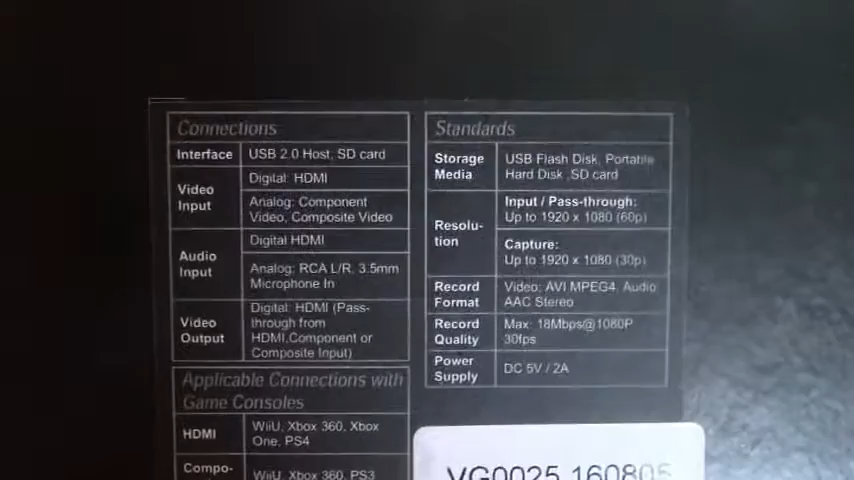 Connections
Interface USB 2.0 Host, SD card
Video
Input
Digital: HDMI
Analog: Component
Video, Composite Video
Audio
Input
Digital HDMI
Analog: RCA L/R, 3.5mm
Microphone In
Video
Output
Digital: HDMI (Pass-
through from
HDMI,Component or
Composite Input)
Applicable Connections with
Game Consoles
HDMI
WiiU, Xbox 360, Xbox
One, PS4
Compo-
WiiU, Xbox 360, PS3
Standards
Storage
Media
USB Flash Disk, Portable
Hard Disk ,SD card
Resolu-
tion
Input / Pass-through:
Up to 1920 x 1080 (60p)
Capture:
Up to 1920 x 1080 (30p)
Record
Format
Video: AVI MPEG4, Audio
AAC Stereo
Record
Quality
Max: 18Mbps@1080P
30fps
Power
Supply
DC 5V / 2A
VG0025 160805